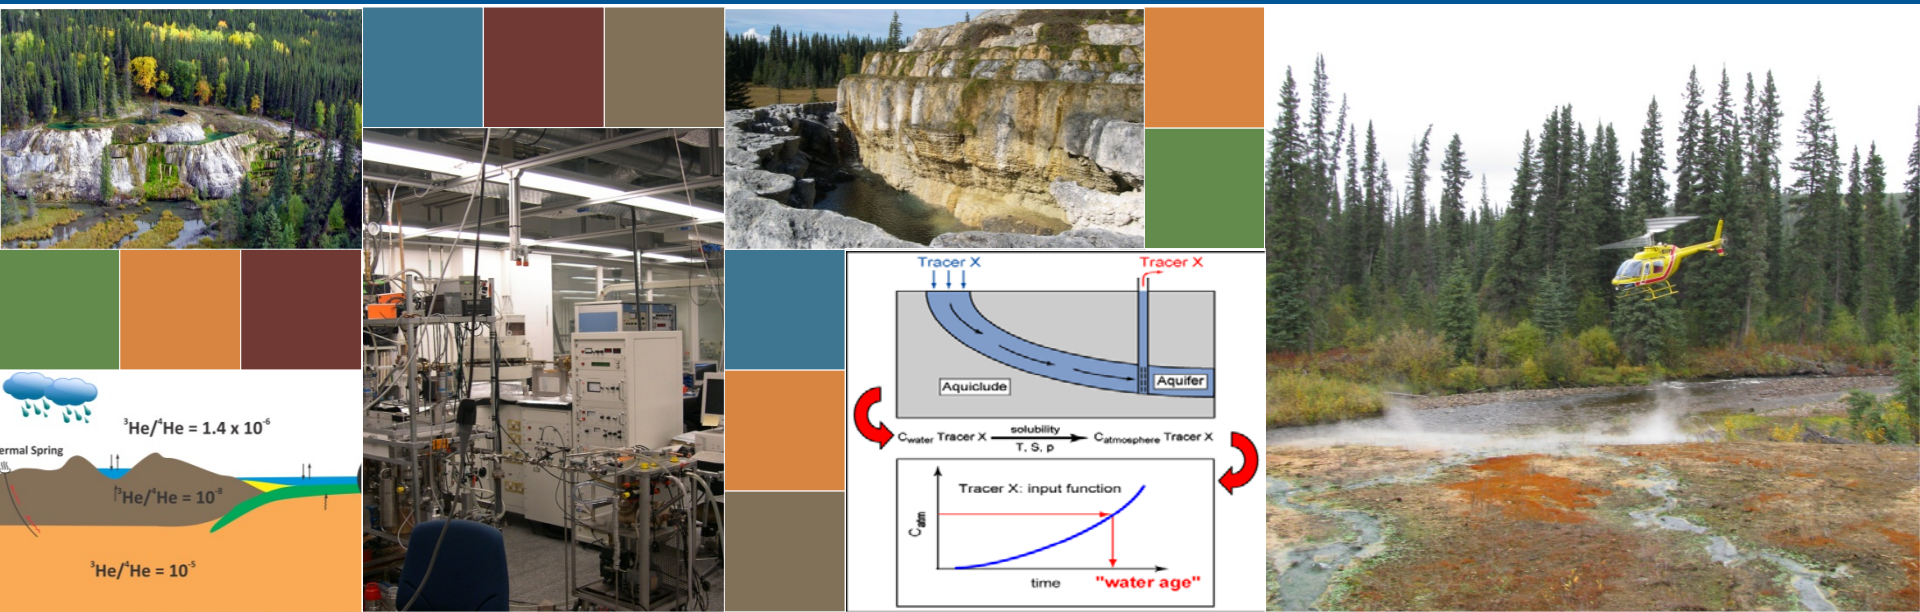 ³He/⁴He = 1.4 x 10⁻⁶
ermal Spring
³He/⁴He = 10⁻⁸
³He/⁴He = 10⁻⁵
Tracer X
Tracer X
Aquiclude
Aquifer
C_water Tracer X
solubility
T, S, p
C_atmosphere Tracer X
Tracer X: input function
C_atm
time
"water age"